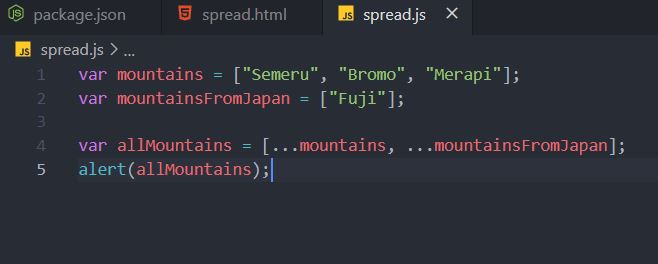 package.json spread.html spread.js
JS spread.js > ...
1 var mountains = ["Semeru", "Bromo", "Merapi"];
2 var mountainsFromJapan = ["Fuji"];
3
4 var allMountains = [...mountains, ...mountainsFromJapan];
5 alert(allMountains);